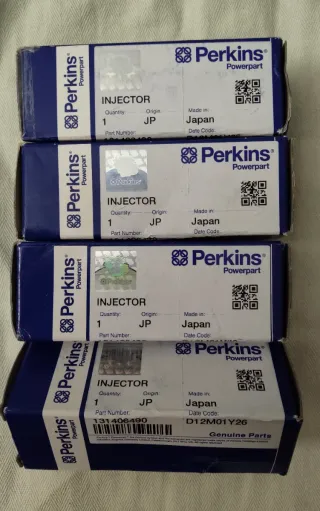 Perkins
Powerpart
Perkins®
Powerpart
INJECTOR
Quantity: Origin: Made in:
1 JP Japan
Part Number: Date Code:
Perkins
Powerpart
Perkins®
Powerpart
INJECTOR
Quantity: Origin: Made in:
1 JP Japan
Part Number: Date Code:
Perkins
Powerpart
Perkins®
Powerpart
INJECTOR
Quantity: Origin: Made in:
1 JP Japan
Part Number: Date Code:
Perkins
Perkins®
Powerpart
INJECTOR
Quantity: Origin: Made in:
1 JP Japan
Part Number: Date Code:
131406490 D12M01Y26
Perkins
Genuine Parts